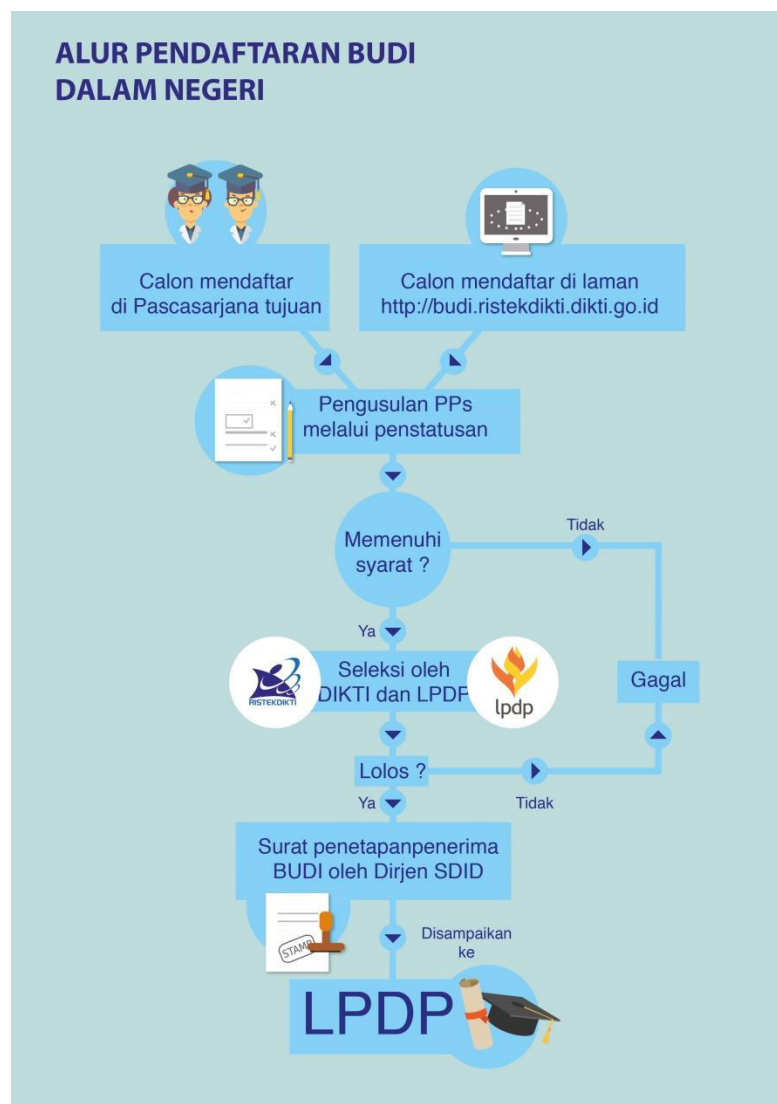 ALUR PENDAFTARAN BUDI
DALAM NEGERI
Calon mendaftar
di Pascasarjana tujuan
Calon mendaftar di laman
http://budi.ristekdikti.dikti.go.id
Pengusulan PPs
melalui penstatusan
Memenuhi
syarat ?
Tidak
Ya
RISTEKDIKTI
Seleksi oleh
DIKTI dan LPDP
lpdp
Gagal
Lolos ?
Ya
Tidak
Surat penetapanpenerima
BUDI oleh Dirjen SDID
STAMP
Disampaikan
ke
LPDP